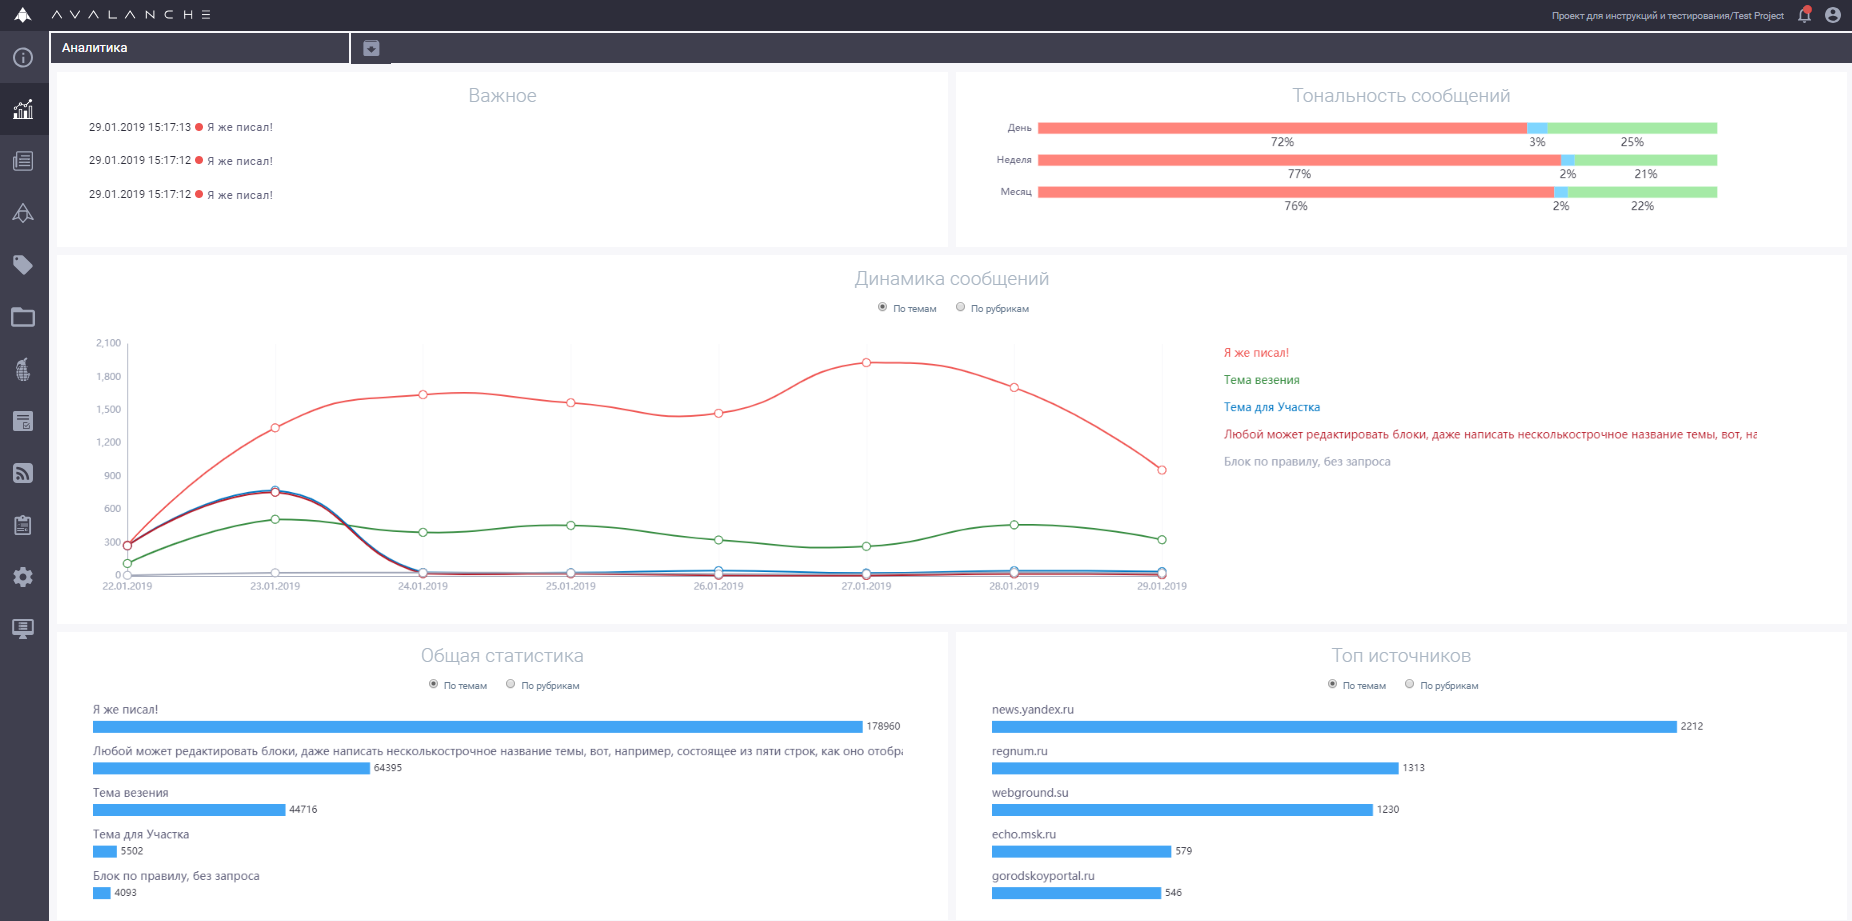 AVALANCHE
Проект для инструкций и тестирования/Test Project
Аналитика
Важное
29.01.2019 15:17:13 Я же писал!
29.01.2019 15:17:12 Я же писал!
29.01.2019 15:17:12 Я же писал!
Тональность сообщений
День
72% 3% 25%
Неделя
77% 2% 21%
Месяц
76% 2% 22%
Динамика сообщений
По темам По рубрикам
2,100
1,800
1,500
1,200
900
600
300
0
22.01.2019 23.01.2019 24.01.2019 25.01.2019 26.01.2019 27.01.2019 28.01.2019 29.01.2019
Я же писал!
Тема везения
Тема для Участка
Любой может редактировать блоки, даже написать несколькострочное название темы, вот, на
Блок по правилу, без запроса
Общая статистика
По темам По рубрикам
Я же писал!
178960
Любой может редактировать блоки, даже написать несколькострочное название темы, вот, например, состоящее из пяти строк, как оно отобра
64395
Тема везения
44716
Тема для Участка
5502
Блок по правилу, без запроса
4093
Топ источников
По темам По рубрикам
news.yandex.ru
2212
regnum.ru
1313
webground.su
1230
echo.msk.ru
579
gorodskoyportal.ru
546